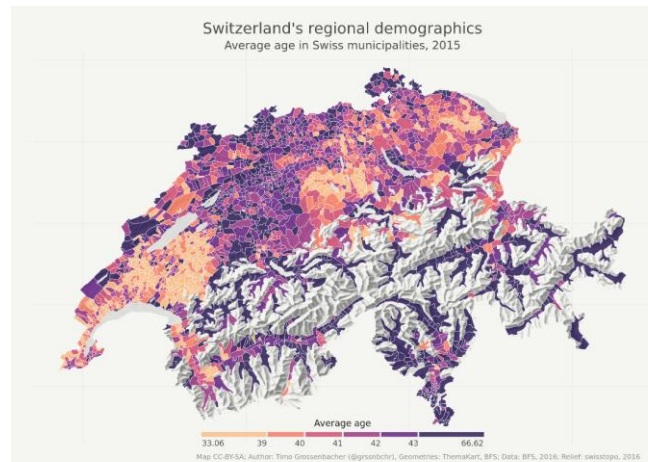 Switzerland's regional demographics
Average age in Swiss municipalities, 2015
Average age
33.06 39 40 41 42 43 66.62
Map CC-BY-SA; Author: Timo Grossenbacher (@grssnbchr), Geometries: ThemaKart, BFS; Data: BFS, 2016; Relief: swisstopo, 2016